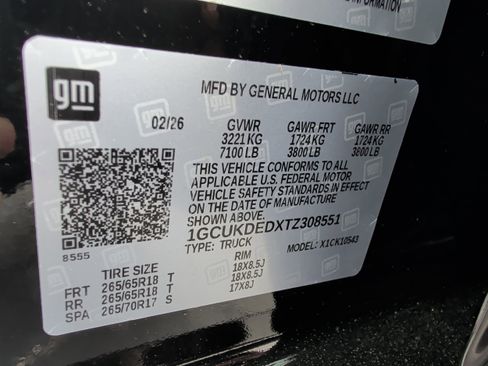 INFORMATION
gm
MFD BY GENERAL MOTORS LLC
02/26 GVWR GAWR FRT GAWR RR
3221 KG 1724 KG 1724 KG
7100 LB 3800 LB 3800 LB
THIS VEHICLE CONFORMS TO ALL
APPLICABLE U.S. FEDERAL MOTOR
VEHICLE SAFETY STANDARDS IN EFFECT
ON THE DATE OF MANUFACTURE
SHOWN ABOVE.
1GCUKDEDXTZ308551
8555 TYPE: TRUCK MODEL: X1CK10543
TIRE SIZE RIM
FRT 265/65R18 T 18X8.5J
RR 265/65R18 T 18X8.5J
SPA 265/70R17 S 17X8J